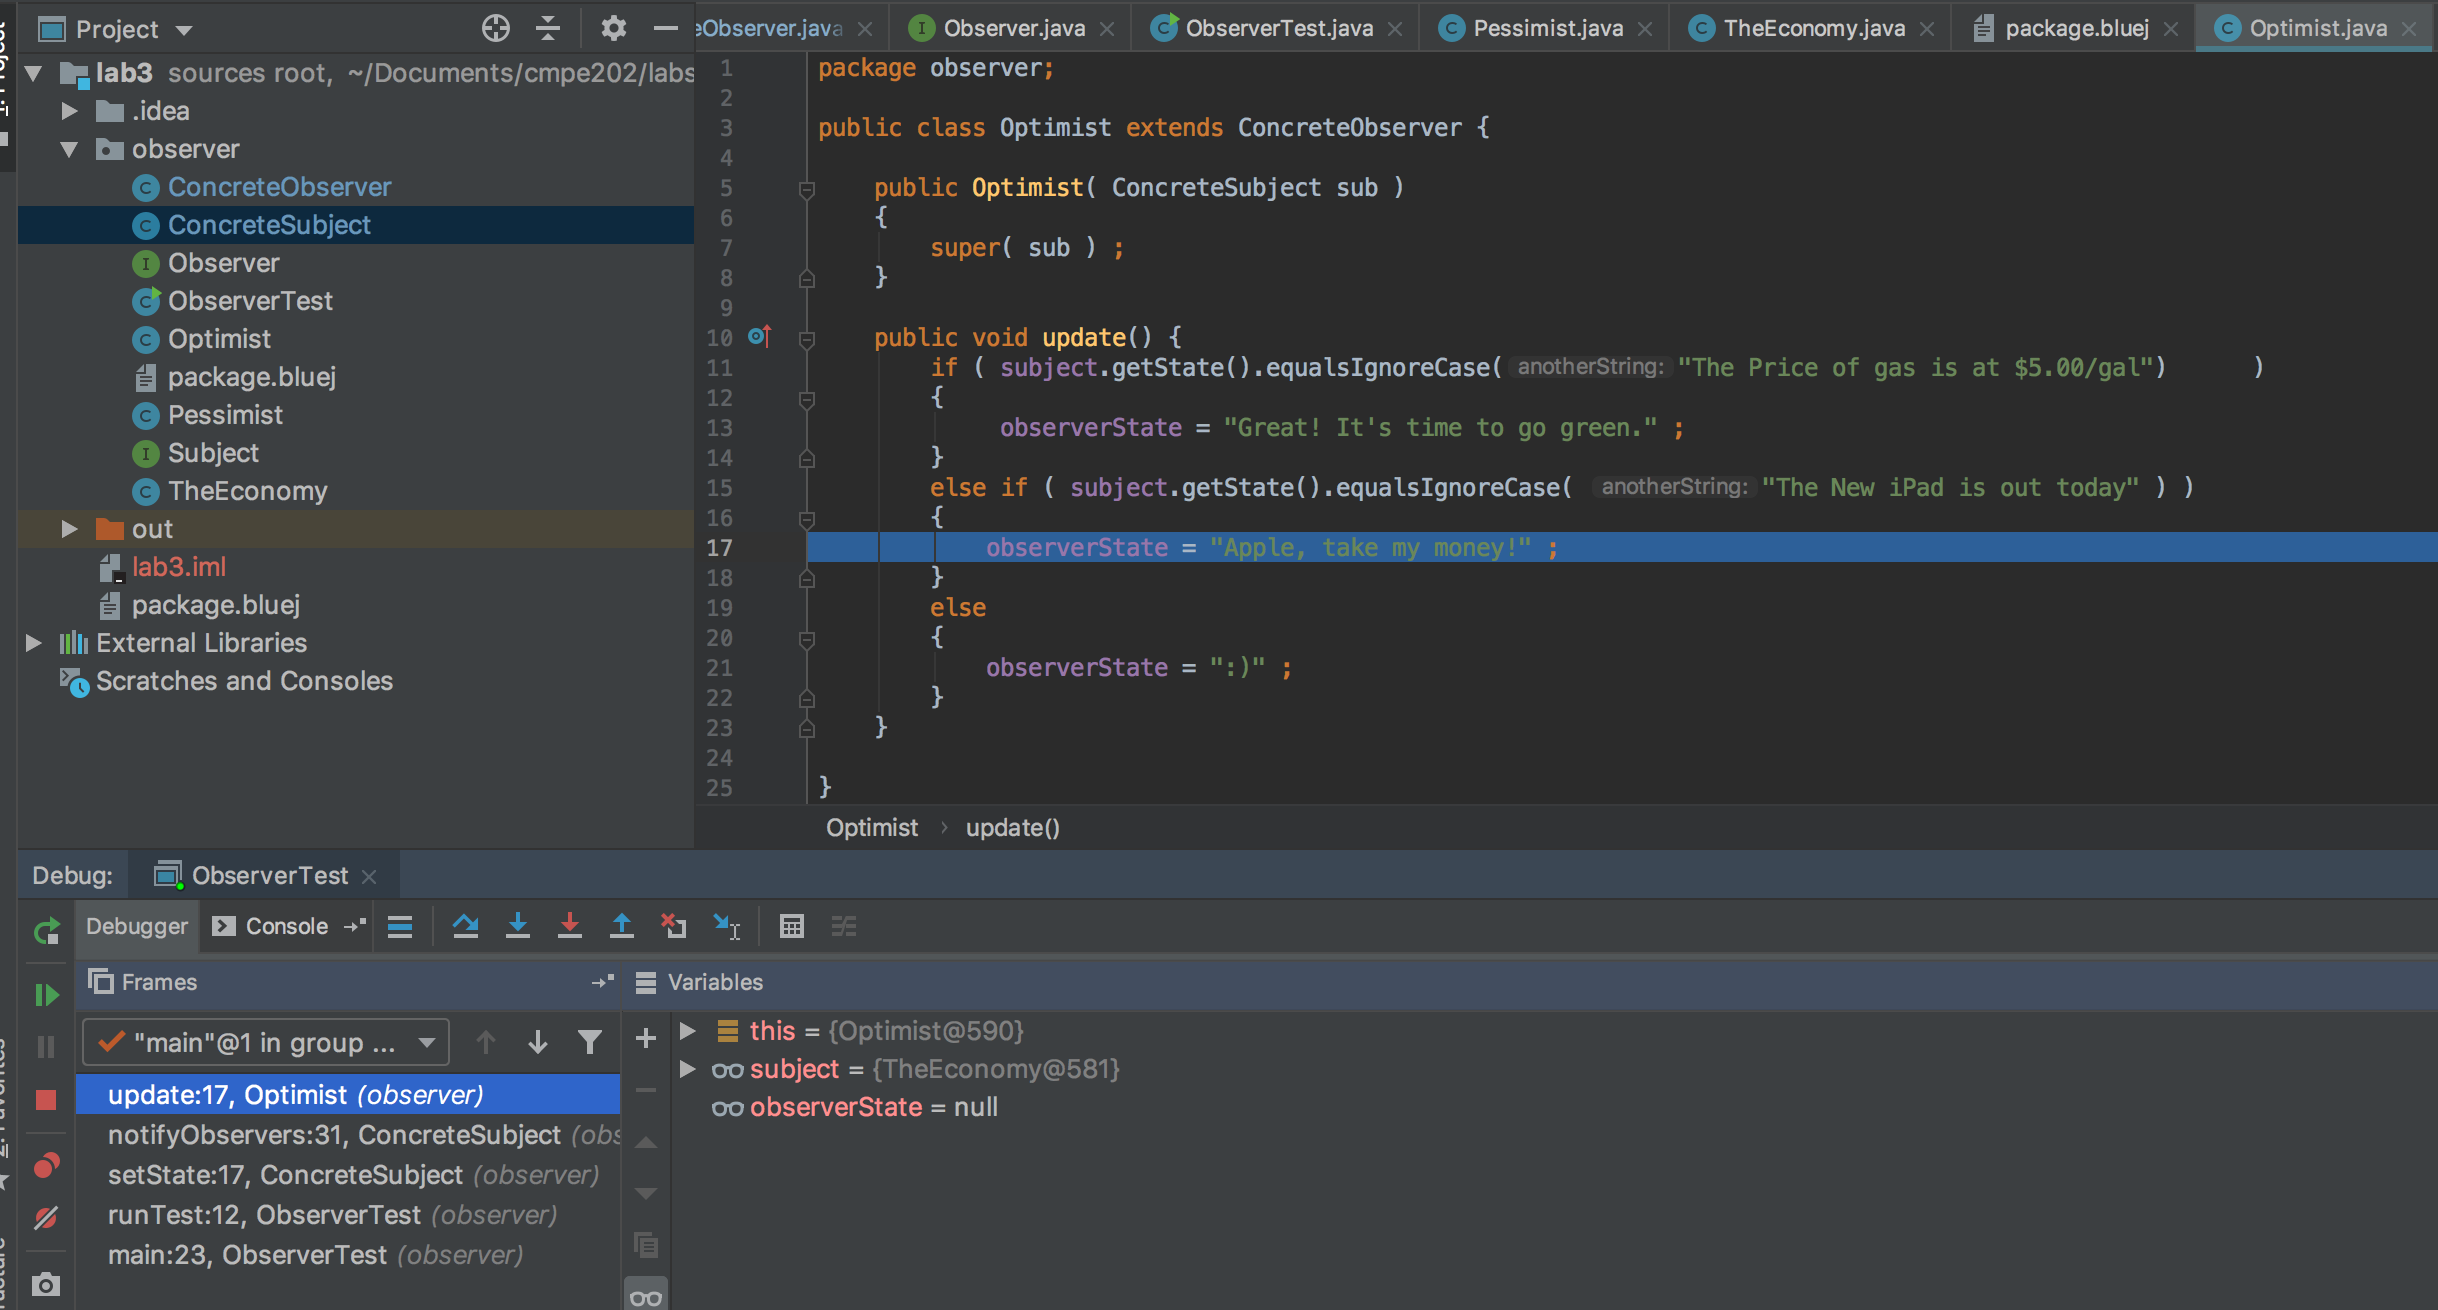 Project
lab3 sources root, ~/Documents/cmpe202/labs
.idea
observer
ConcreteObserver
ConcreteSubject
Observer
ObserverTest
Optimist
package.bluej
Pessimist
Subject
TheEconomy
out
lab3.iml
package.bluej
External Libraries
Scratches and Consoles
eObserver.java Observer.java ObserverTest.java Pessimist.java TheEconomy.java package.bluej Optimist.java
1 package observer;
2
3 public class Optimist extends ConcreteObserver {
4
5 public Optimist( ConcreteSubject sub )
6 {
7 super( sub ) ;
8 }
9
10 public void update() {
11 if ( subject.getState().equalsIgnoreCase( anotherString: "The Price of gas is at $5.00/gal") )
12 {
13 observerState = "Great! It's time to go green." ;
14 }
15 else if ( subject.getState().equalsIgnoreCase( anotherString: "The New iPad is out today" ) )
16 {
17 observerState = "Apple, take my money!" ;
18 }
19 else
20 {
21 observerState = ":)" ;
22 }
23 }
24
25 }
Optimist › update()
Debug: ObserverTest
Debugger Console
Frames
Variables
"main"@1 in group ...
update:17, Optimist (observer)
notifyObservers:31, ConcreteSubject (obs
setState:17, ConcreteSubject (observer)
runTest:12, ObserverTest (observer)
main:23, ObserverTest (observer)
this = {Optimist@590}
subject = {TheEconomy@581}
observerState = null